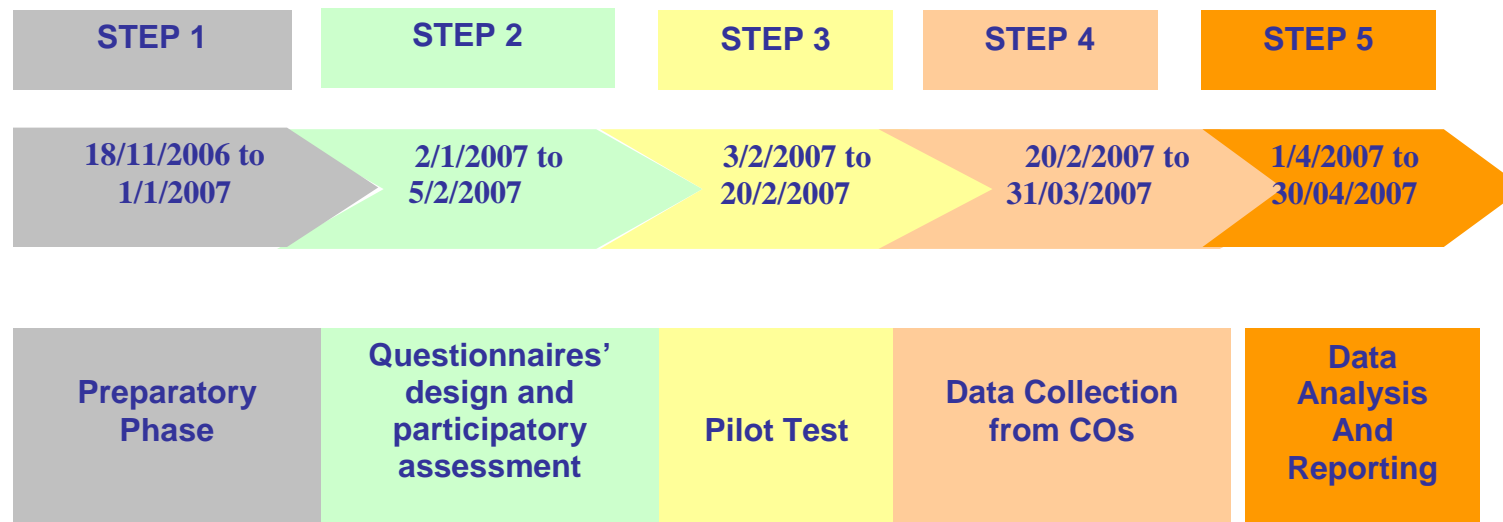 STEP 1
STEP 2
STEP 3
STEP 4
STEP 5
18/11/2006 to
1/1/2007
2/1/2007 to
5/2/2007
3/2/2007 to
20/2/2007
20/2/2007 to
31/03/2007
1/4/2007 to
30/04/2007
Preparatory
Phase
Questionnaires’
design and
participatory
assessment
Pilot Test
Data Collection
from COs
Data
Analysis
And
Reporting